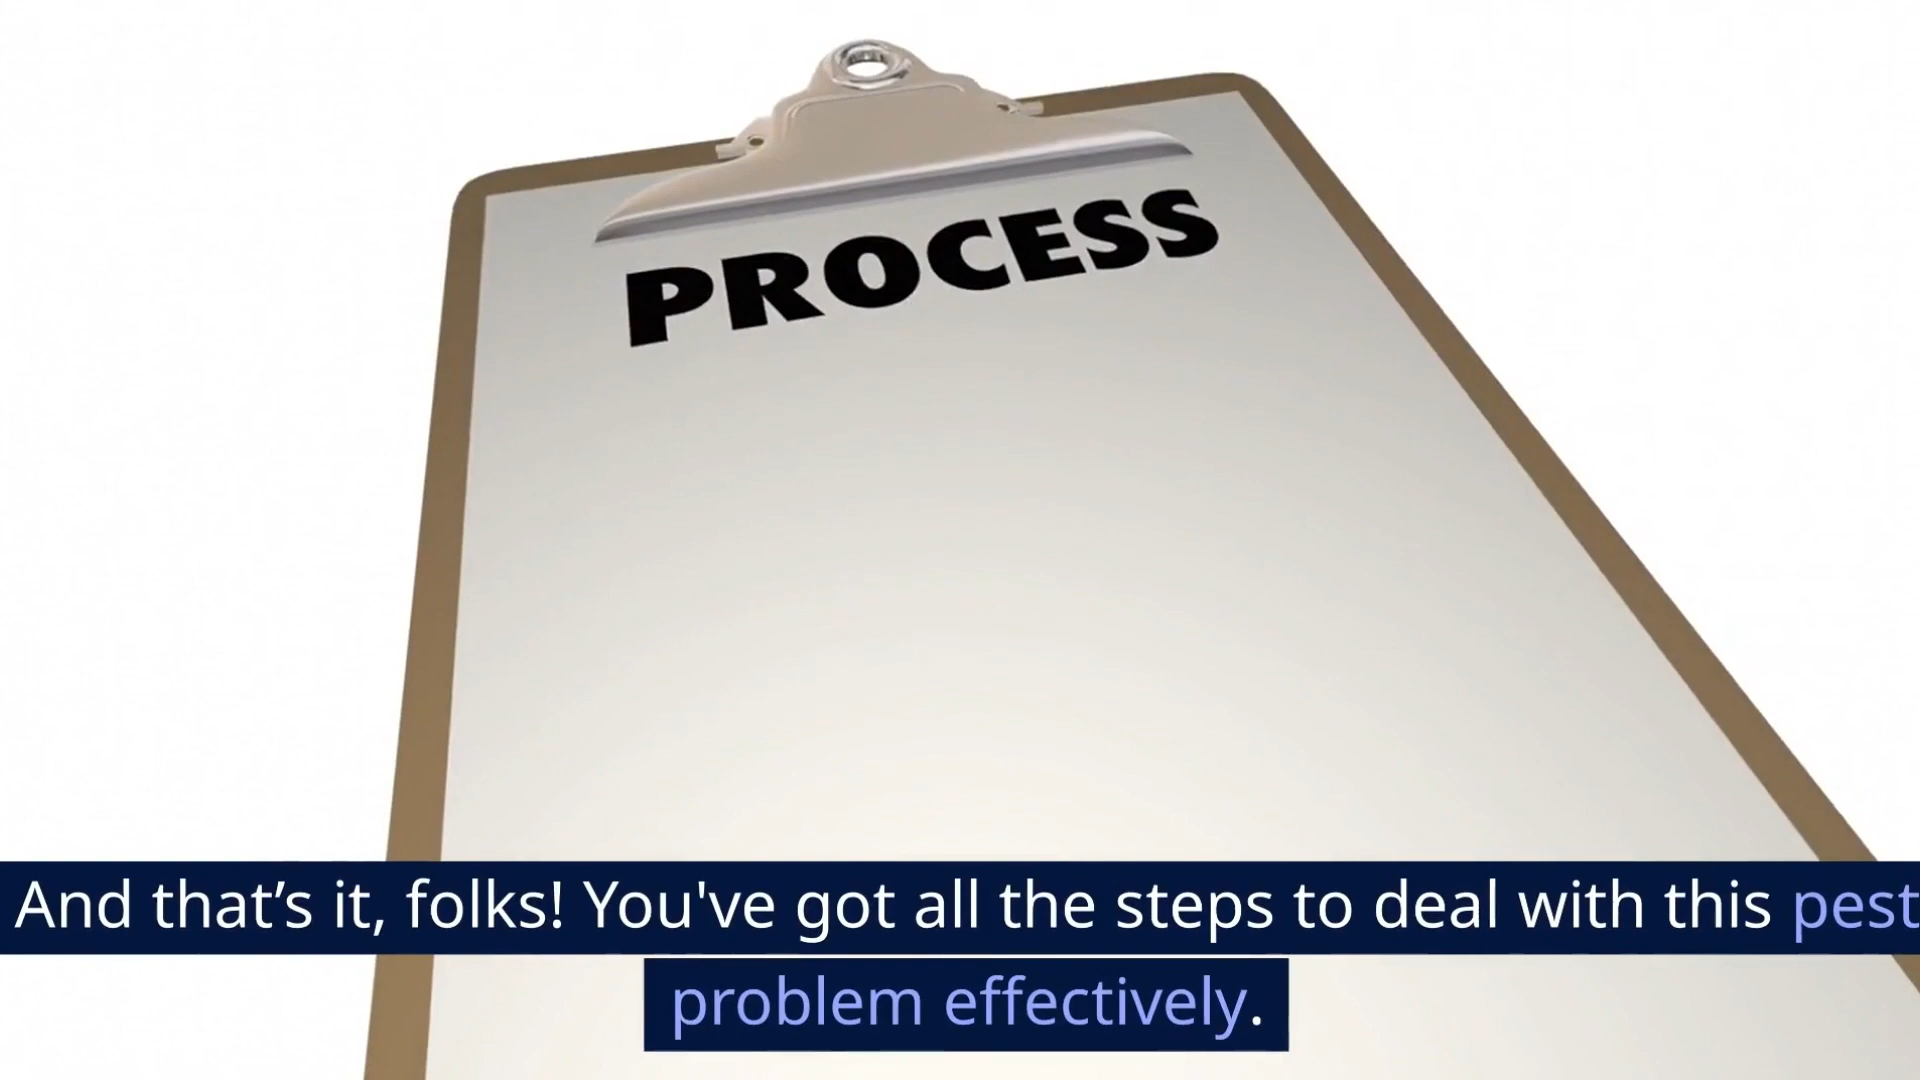 PROCESS
And that’s it, folks! You've got all the steps to deal with this pest
problem effectively.